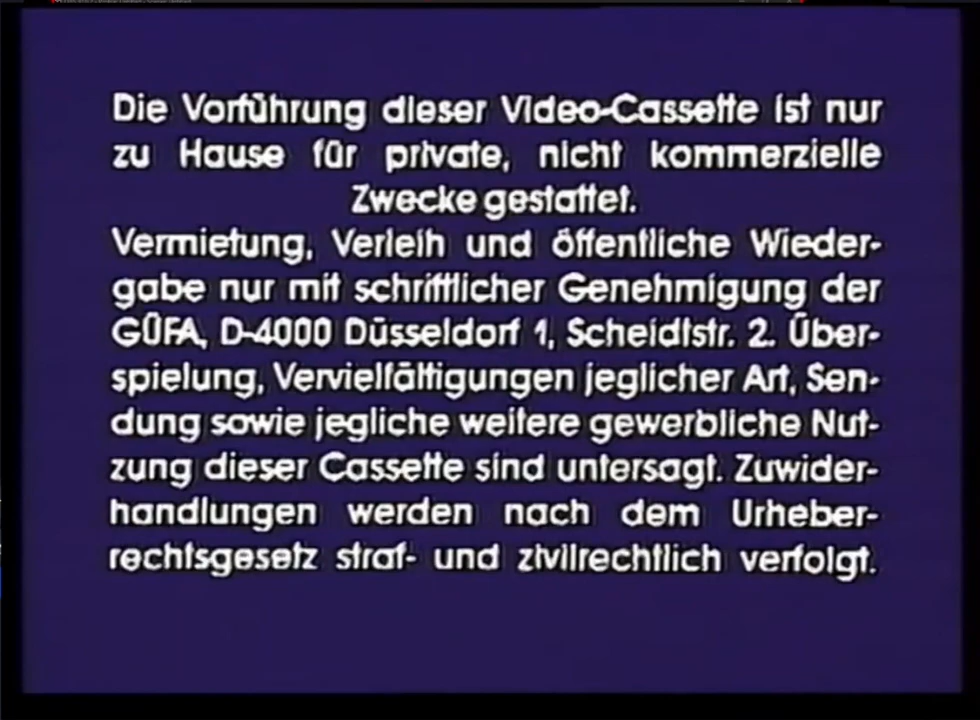 Die Vorführung dieser Video-Cassette ist nur
zu Hause für private, nicht kommerzielle
Zwecke gestattet.
Vermietung, Verleih und öffentliche Wieder-
gabe nur mit schriftlicher Genehmigung der
GÜFA, D-4000 Düsseldorf 1, Scheidtstr. 2. Über-
spielung, Vervielfältigungen jeglicher Art, Sen-
dung sowie jegliche weitere gewerbliche Nut-
zung dieser Cassette sind untersagt. Zuwider-
handlungen werden nach dem Urheber-
rechtsgesetz straf- und zivilrechtlich verfolgt.